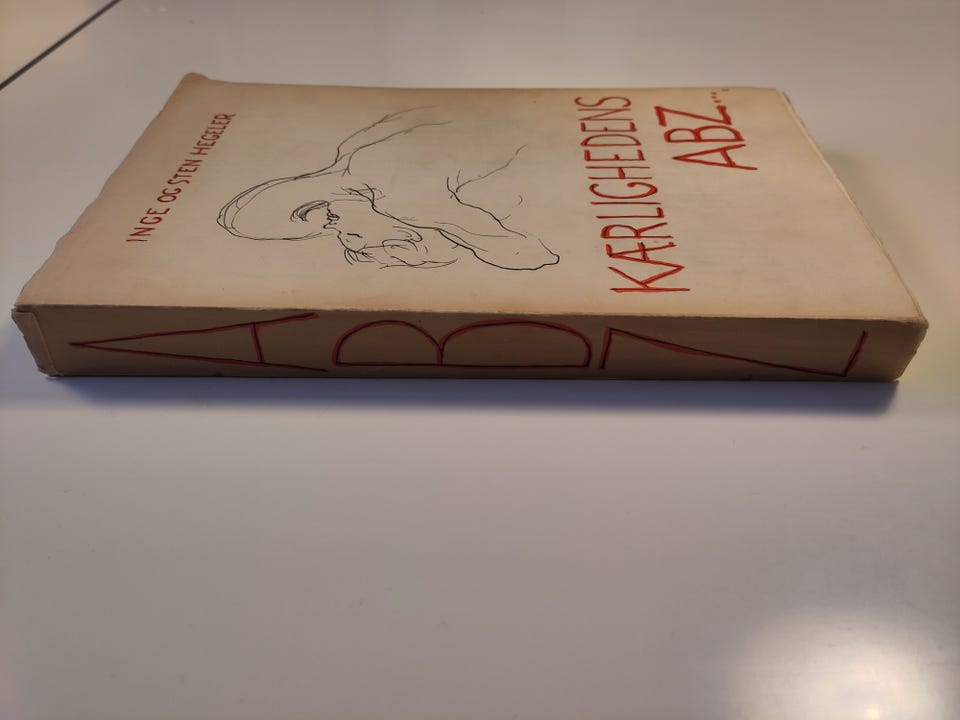 INGE OG STEN HEGELER
KÆRLIGHEDENS
ABZ....
ABZ